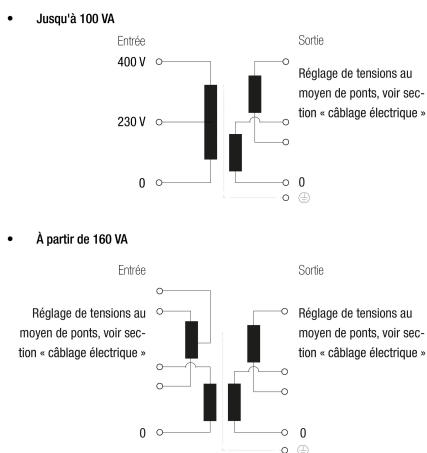 • Jusqu'à 100 VA
Entrée
Sortie
400 V
230 V
0
Réglage de tensions au
moyen de ponts, voir sec-
tion « câblage électrique »
0
• À partir de 160 VA
Entrée
Sortie
Réglage de tensions au
moyen de ponts, voir sec-
tion « câblage électrique »
0
Réglage de tensions au
moyen de ponts, voir sec-
tion « câblage électrique »
0